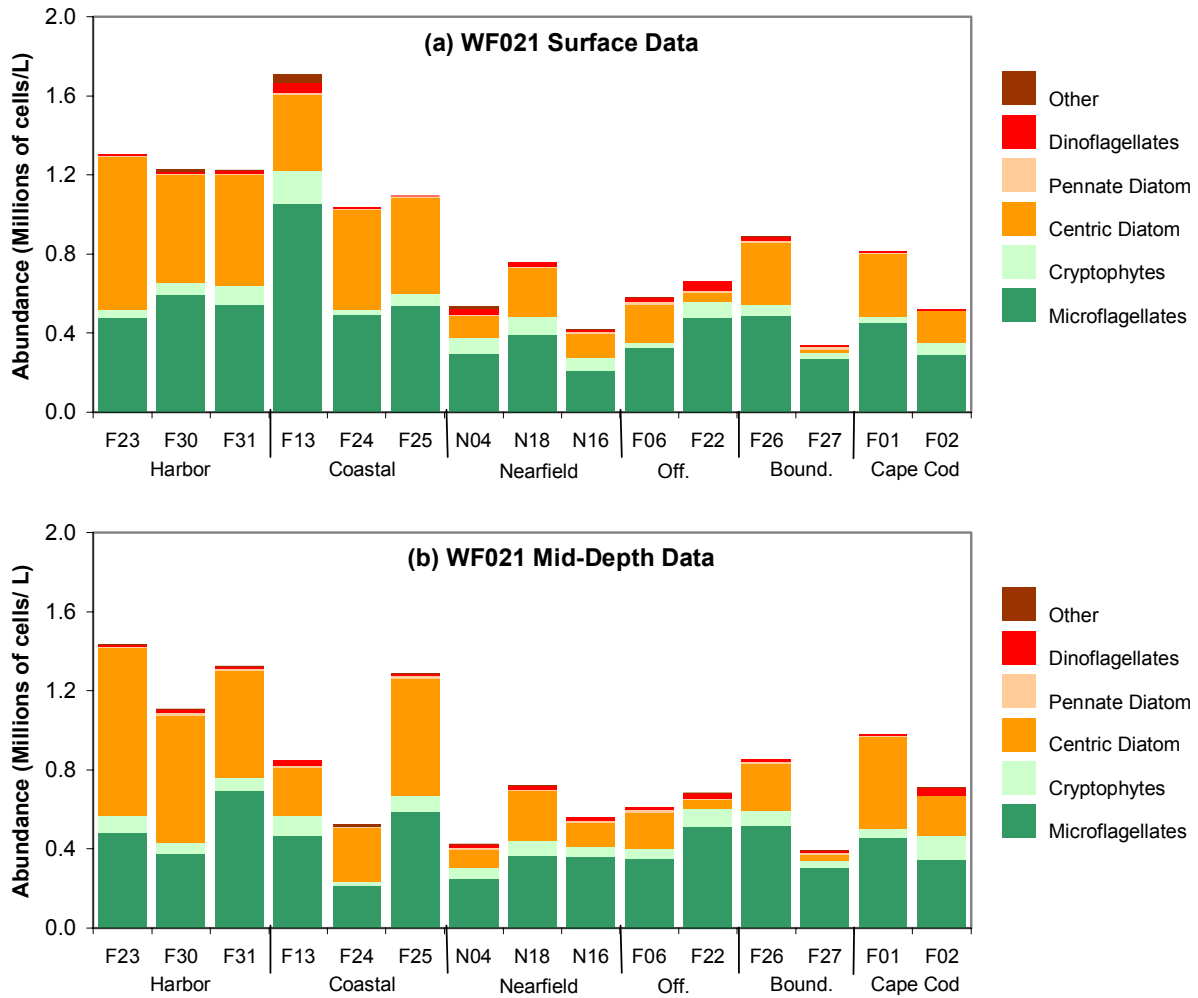 (a) WF021 Surface Data
Abundance (Millions of cells/L)
2.0
1.6
1.2
0.8
0.4
0.0
F23 F30 F31 F13 F24 F25 N04 N18 N16 F06 F22 F26 F27 F01 F02
Harbor Coastal Nearfield Off. Bound. Cape Cod
Other
Dinoflagellates
Pennate Diatom
Centric Diatom
Cryptophytes
Microflagellates
(b) WF021 Mid-Depth Data
Abundance (Millions of cells/ L)
2.0
1.6
1.2
0.8
0.4
0.0
F23 F30 F31 F13 F24 F25 N04 N18 N16 F06 F22 F26 F27 F01 F02
Harbor Coastal Nearfield Off. Bound. Cape Cod
Other
Dinoflagellates
Pennate Diatom
Centric Diatom
Cryptophytes
Microflagellates